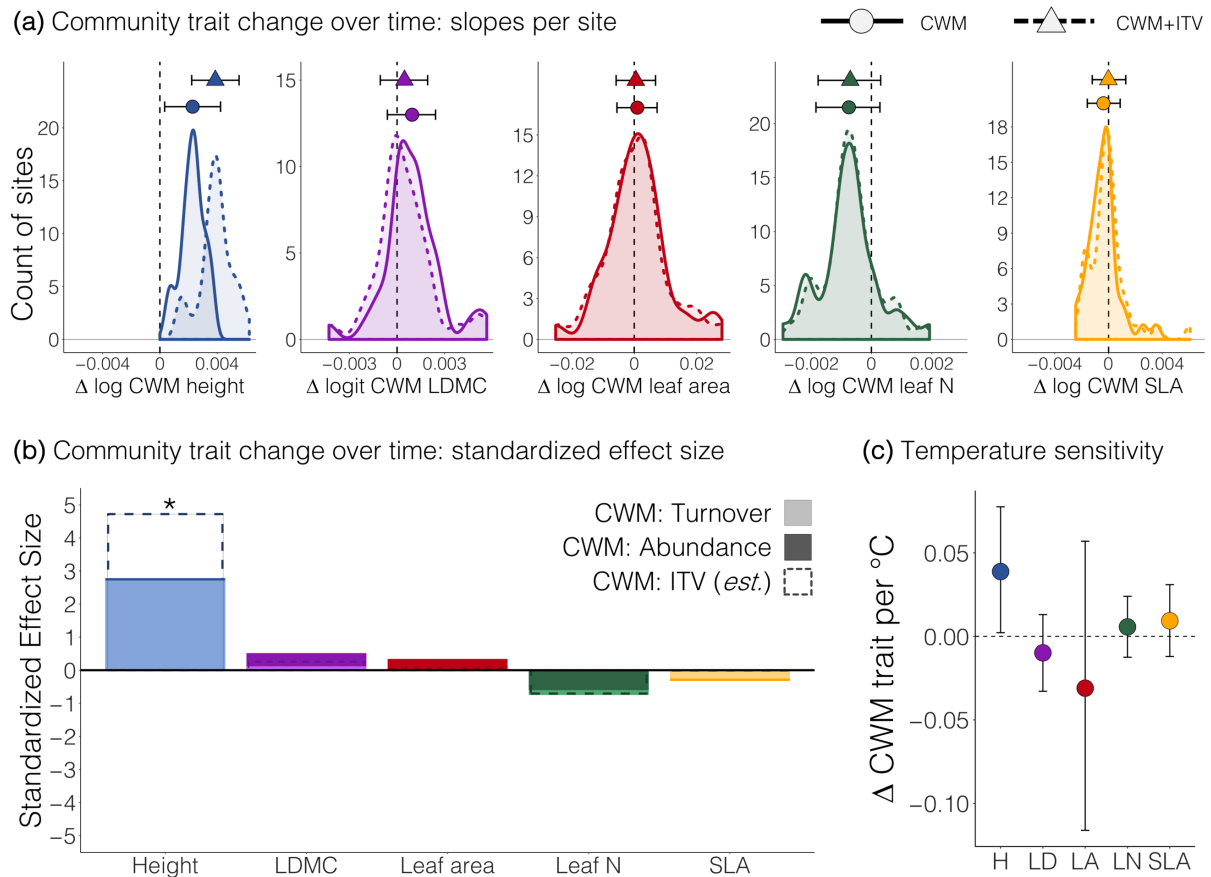 (a) Community trait change over time: slopes per site
CWM
CWM+ITV
Count of sites
20
15
10
5
0
−0.004 0 0.004
Δ log CWM height
15
10
5
0
−0.003 0 0.003
Δ logit CWM LDMC
15
12
9
6
3
0
−0.02 0 0.02
Δ log CWM leaf area
20
15
10
5
0
−0.002 0 0.002
Δ log CWM leaf N
18
15
12
9
6
3
0
−0.004 0 0.004
Δ log CWM SLA
(b) Community trait change over time: standardized effect size
Standardized Effect Size
5
4
3
2
1
0
−1
−2
−3
−4
−5
*
CWM: Turnover
CWM: Abundance
CWM: ITV (est.)
Height LDMC Leaf area Leaf N SLA
(c) Temperature sensitivity
Δ CWM trait per °C
0.05
0.00
−0.05
−0.10
H LD LA LN SLA